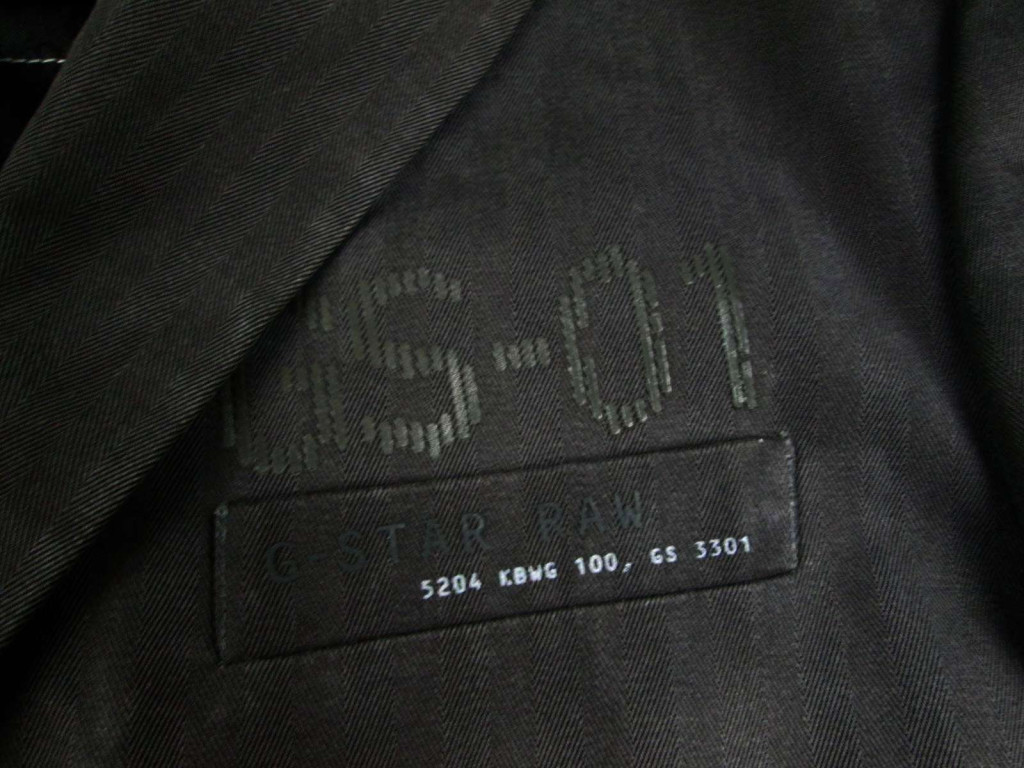 GS-01
G-STAR RAW
5204 KBWG 100, GS 3301